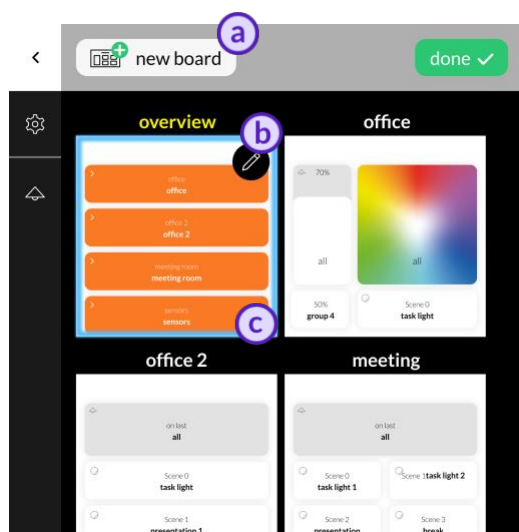 a
new board
done
overview
b
office
office
office
office 2
office 2
meeting room
meeting room
sensors
sensors
c
70%
all
all
50%
group 4
Scene 0
task light
office 2
meeting
on last
all
Scene 0
task light
Scene 1
presentation 1
on last
all
Scene 0
task light 1
Scene 1 task light 2
Scene 2
presentation
Scene 3
break